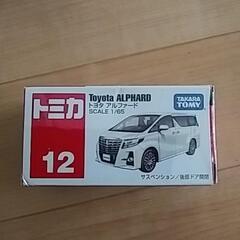 トミカ
12
Toyota ALPHARD
トヨタ アルファード
SCALE 1/65
TAKARA
TOMY
サスペンション／後部ドア開閉